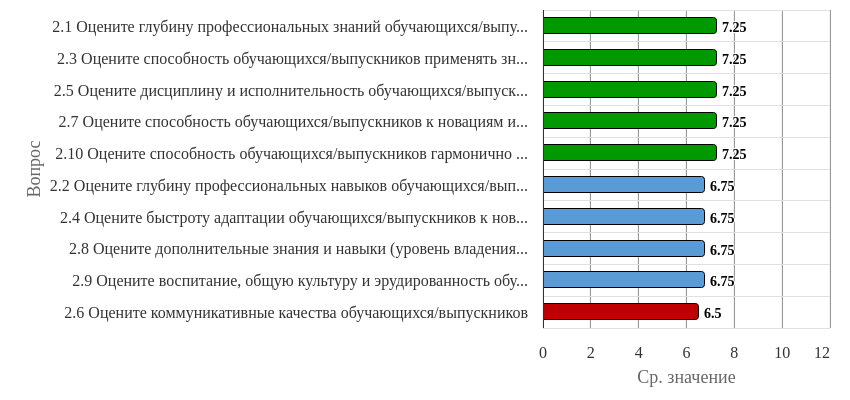 2.1 Оцените глубину профессиональных знаний обучающихся/выпу... 7.25
2.3 Оцените способность обучающихся/выпускников применять зн... 7.25
2.5 Оцените дисциплину и исполнительность обучающихся/выпуск... 7.25
2.7 Оцените способность обучающихся/выпускников к новациям и... 7.25
2.10 Оцените способность обучающихся/выпускников гармонично ... 7.25
Вопрос
2.2 Оцените глубину профессиональных навыков обучающихся/вып... 6.75
2.4 Оцените быстроту адаптации обучающихся/выпускников к нов... 6.75
2.8 Оцените дополнительные знания и навыки (уровень владения... 6.75
2.9 Оцените воспитание, общую культуру и эрудированность обу... 6.75
2.6 Оцените коммуникативные качества обучающихся/выпускников 6.5
0 2 4 6 8 10 12
Ср. значение